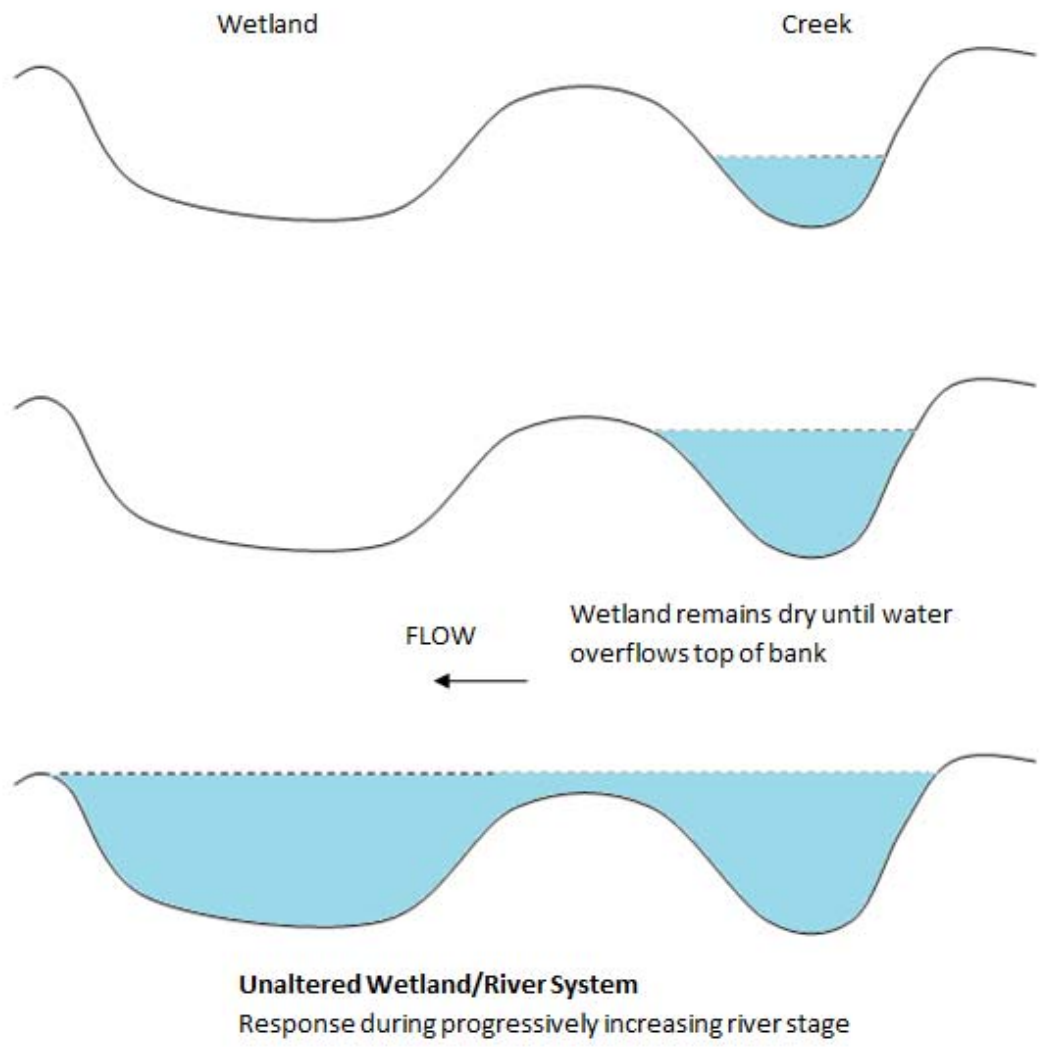 Wetland
Creek
Wetland remains dry until water
overflows top of bank
FLOW
Unaltered Wetland/River System
Response during progressively increasing river stage